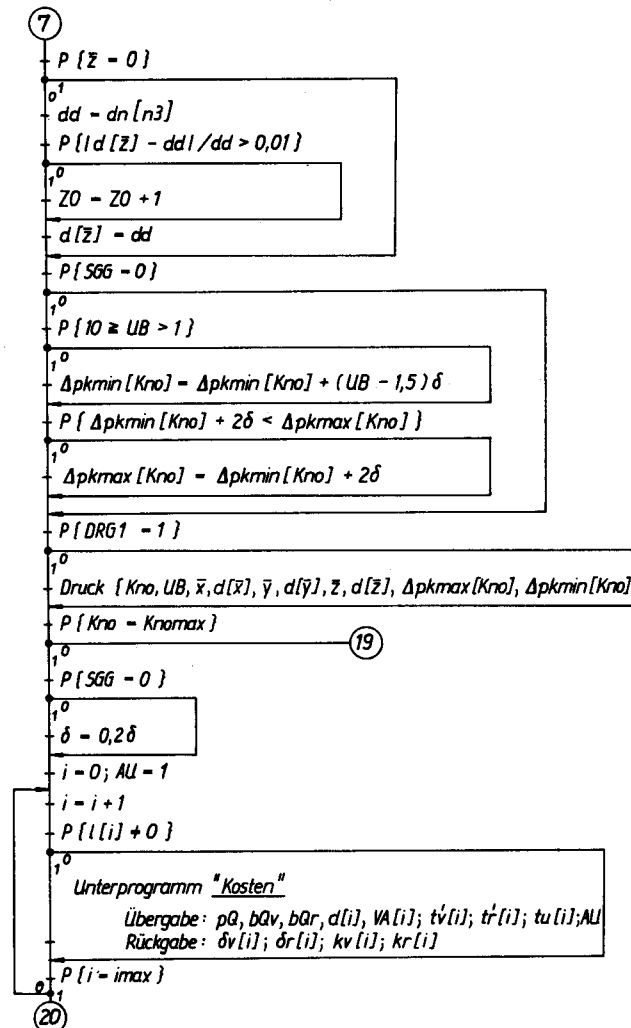 7
P { z̄ = 0 }
0 1
dd = dn [n3]
P { | d [z̄] - dd | / dd > 0,01 }
1 0
ZO = ZO + 1
d [z̄] = dd
P { SGG = 0 }
1 0
P { 10 ≧ UB > 1 }
1 0
Δpkmin [Kno] = Δpkmin [Kno] + (UB - 1,5) δ
P { Δpkmin [Kno] + 2δ < Δpkmax [Kno] }
1 0
Δpkmax [Kno] = Δpkmin [Kno] + 2δ
P { DRG1 = 1 }
1 0
Druck { Kno, UB, x̄, d[x̄], ȳ, d[ȳ], z̄, d[z̄], Δpkmax [Kno], Δpkmin [Kno]
P { Kno = Knomax }
19
1 0
P { SGG = 0 }
1 0
δ = 0,2δ
i = 0 ; AU = 1
i = i + 1
P { l [i] ≠ 0 }
1 0
Unterprogramm "Kosten"
Übergabe : pQ, bQv, bQr, d[i], VA[i]; tv́[i]; tŕ[i]; tu[i]; AU
Rückgabe : δv[i]; δr[i]; kv[i]; kr[i]
P { i = imax }
0 1
20